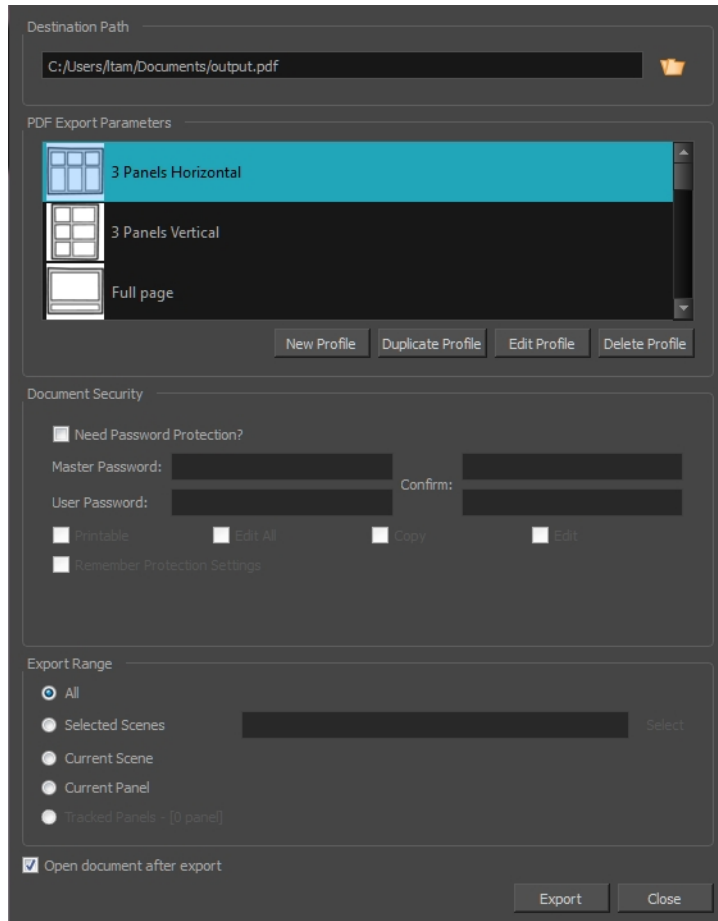 Destination Path
C:/Users/ltam/Documents/output.pdf
PDF Export Parameters
3 Panels Horizontal
3 Panels Vertical
Full page
New Profile Duplicate Profile Edit Profile Delete Profile
Document Security
Need Password Protection?
Master Password:
Confirm:
User Password:
Printable Edit All Copy Edit
Remember Protection Settings
Export Range
All
Selected Scenes Select
Current Scene
Current Panel
Tracked Panels - [0 panel]
Open document after export
Export Close